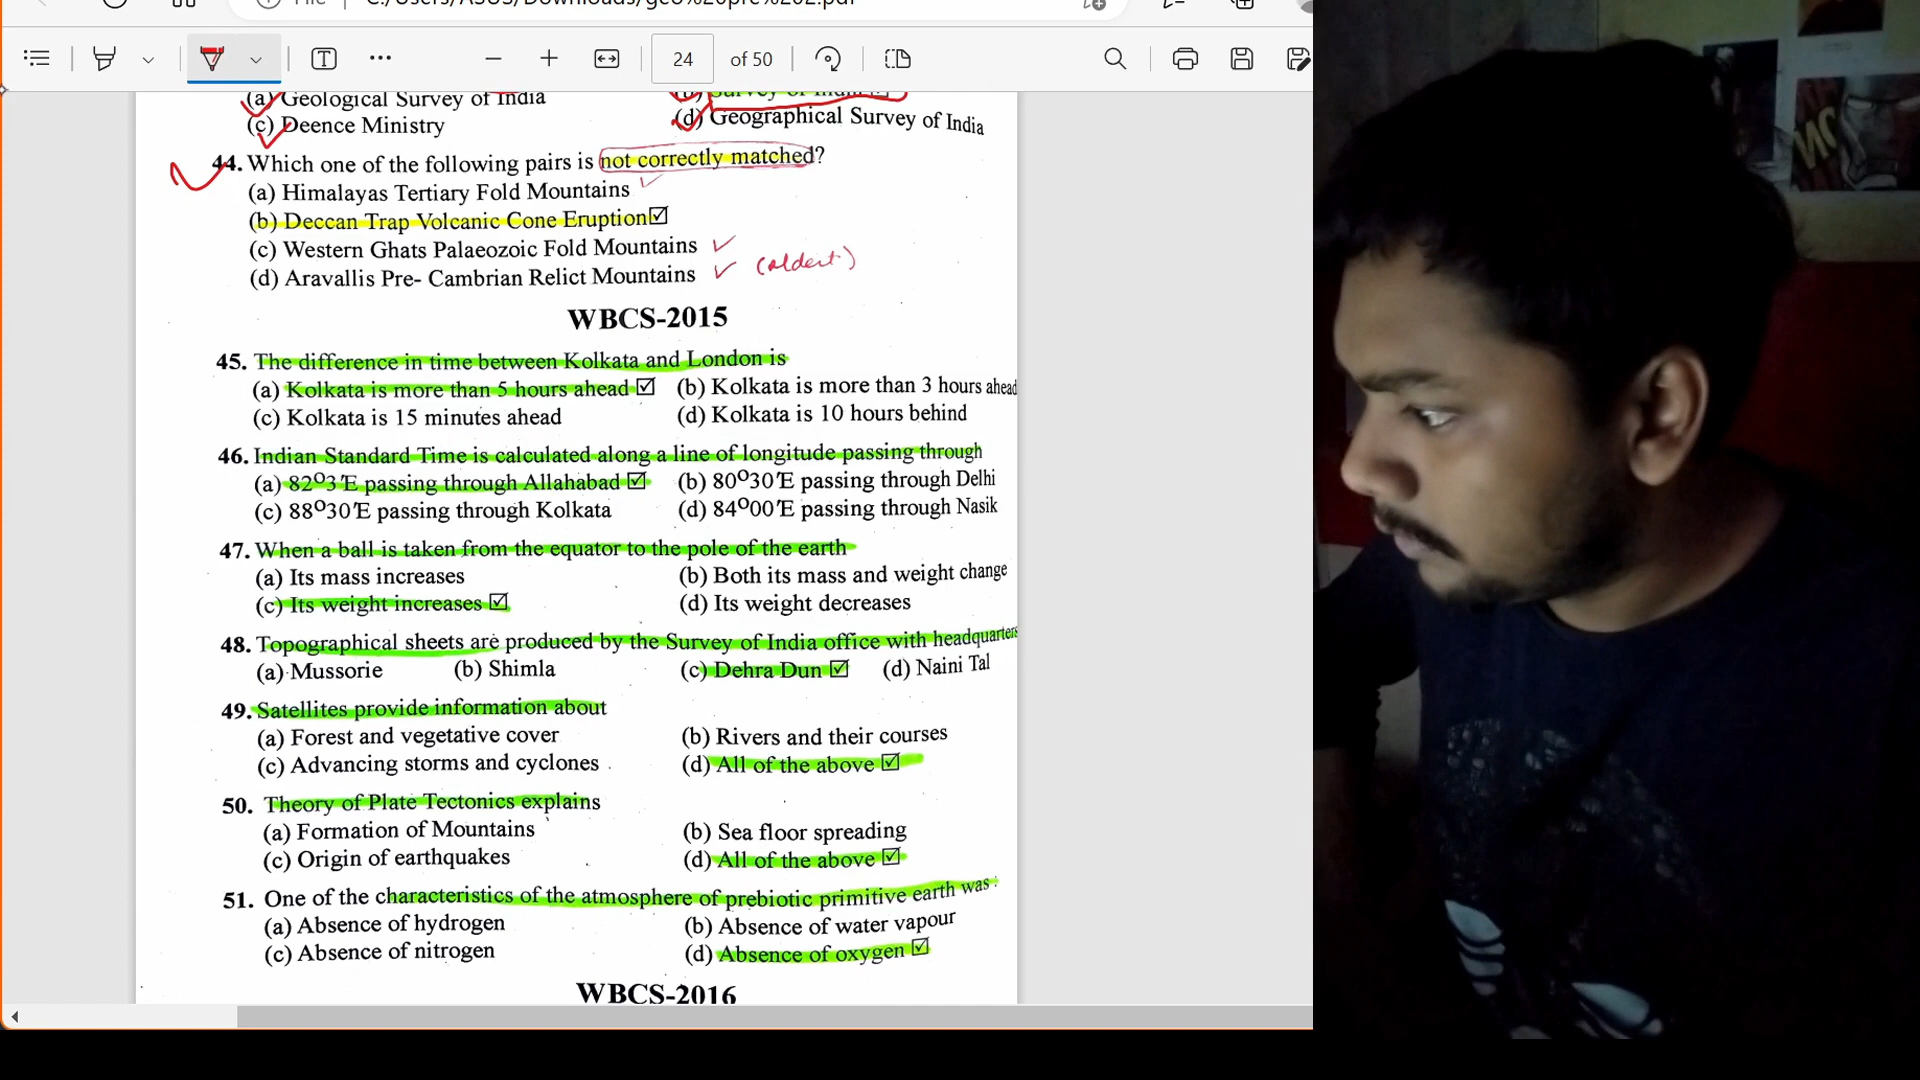 24 of 50
(a) Geological Survey of India
(c) Deence Ministry (d) Geographical Survey of India
44. Which one of the following pairs is not correctly matched?
(a) Himalayas Tertiary Fold Mountains
(b) Deccan Trap Volcanic Cone Eruption
(c) Western Ghats Palaeozoic Fold Mountains
(d) Aravallis Pre- Cambrian Relict Mountains (oldest)
WBCS-2015
45. The difference in time between Kolkata and London is
(a) Kolkata is more than 5 hours ahead (b) Kolkata is more than 3 hours ahead
(c) Kolkata is 15 minutes ahead (d) Kolkata is 10 hours behind
46. Indian Standard Time is calculated along a line of longitude passing through
(a) 82º3'E passing through Allahabad (b) 80º30'E passing through Delhi
(c) 88º30'E passing through Kolkata (d) 84º00'E passing through Nasik
47. When a ball is taken from the equator to the pole of the earth
(a) Its mass increases (b) Both its mass and weight change
(c) Its weight increases (d) Its weight decreases
48. Topographical sheets are produced by the Survey of India office with headquarters
(a) Mussorie (b) Shimla (c) Dehra Dun (d) Naini Tal
49. Satellites provide information about
(a) Forest and vegetative cover (b) Rivers and their courses
(c) Advancing storms and cyclones (d) All of the above
50. Theory of Plate Tectonics explains
(a) Formation of Mountains (b) Sea floor spreading
(c) Origin of earthquakes (d) All of the above
51. One of the characteristics of the atmosphere of prebiotic primitive earth was:
(a) Absence of hydrogen (b) Absence of water vapour
(c) Absence of nitrogen (d) Absence of oxygen
WBCS-2016